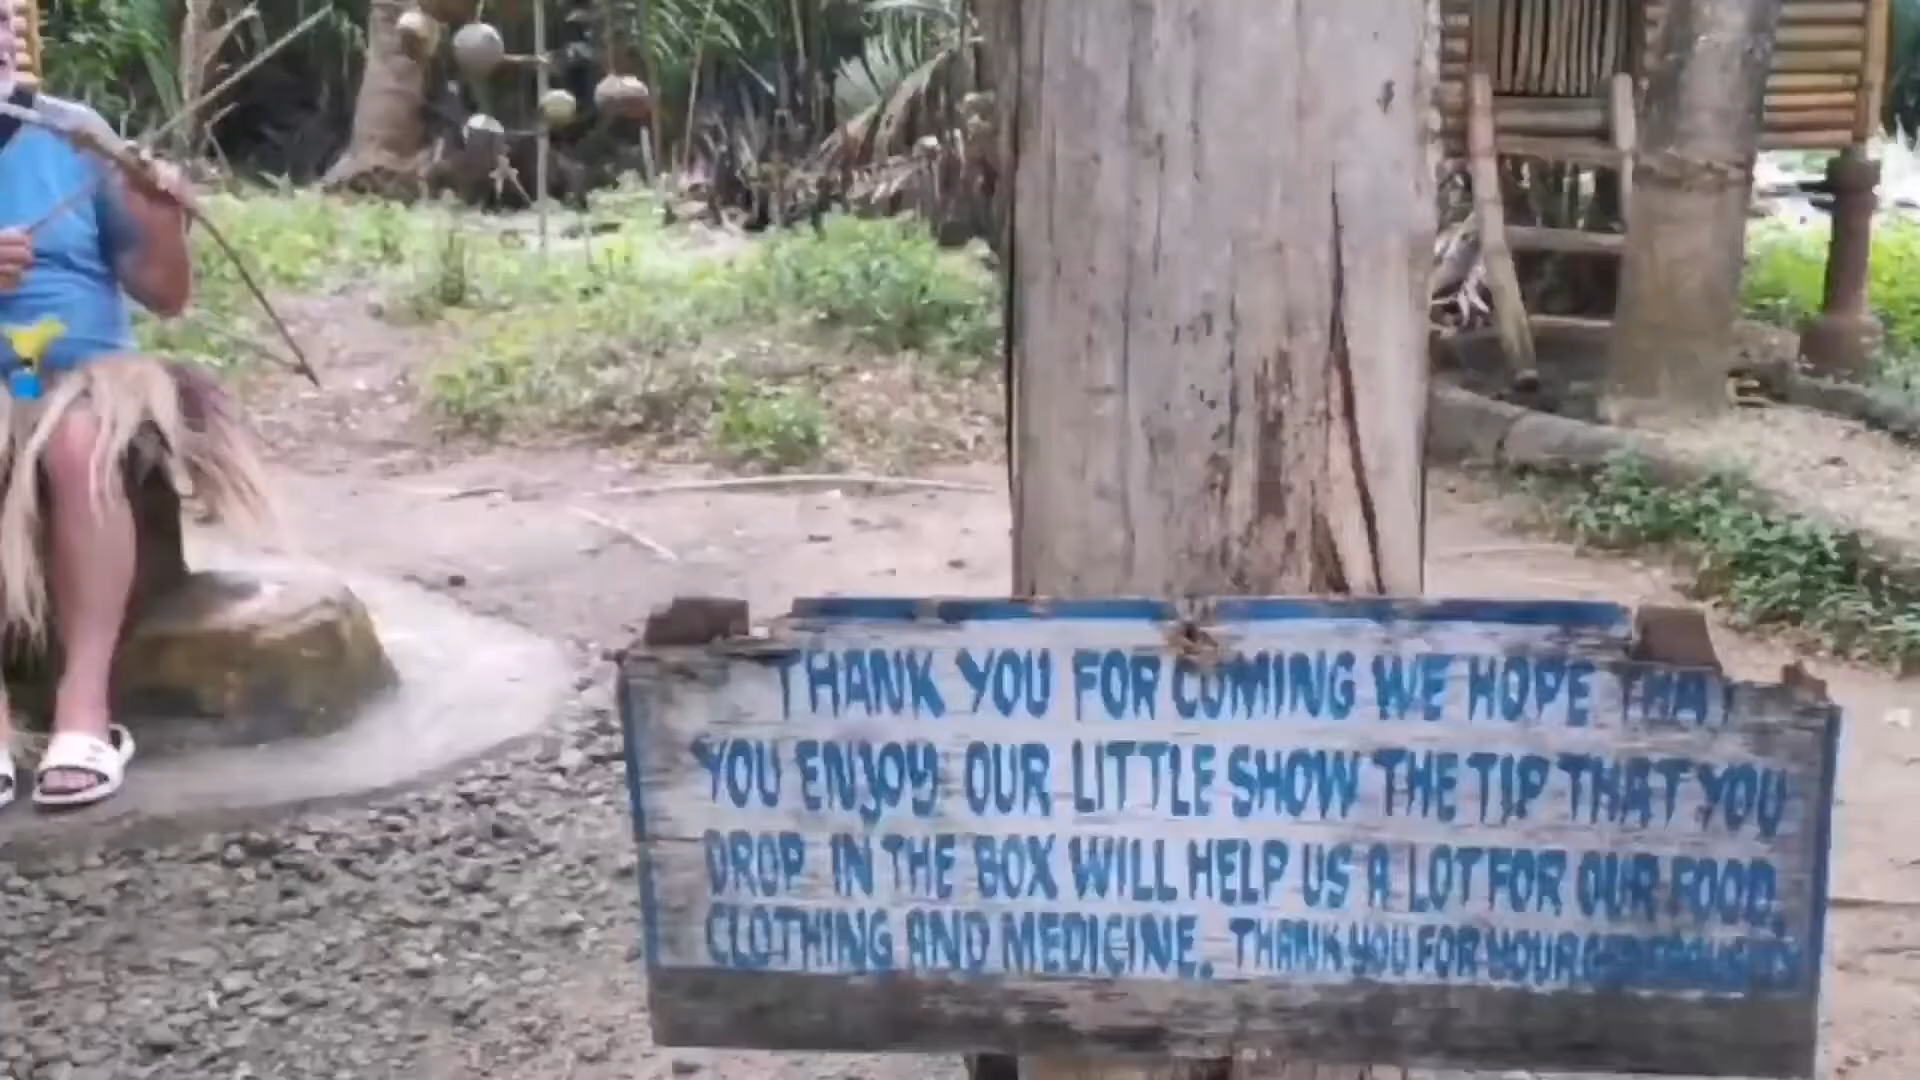 THANK YOU FOR COMING WE HOPE THAT
YOU ENJOY OUR LITTLE SHOW THE TIP THAT YOU
DROP IN THE BOX WILL HELP US A LOT FOR OUR FOOD,
CLOTHING AND MEDICINE. THANK YOU FOR YOUR